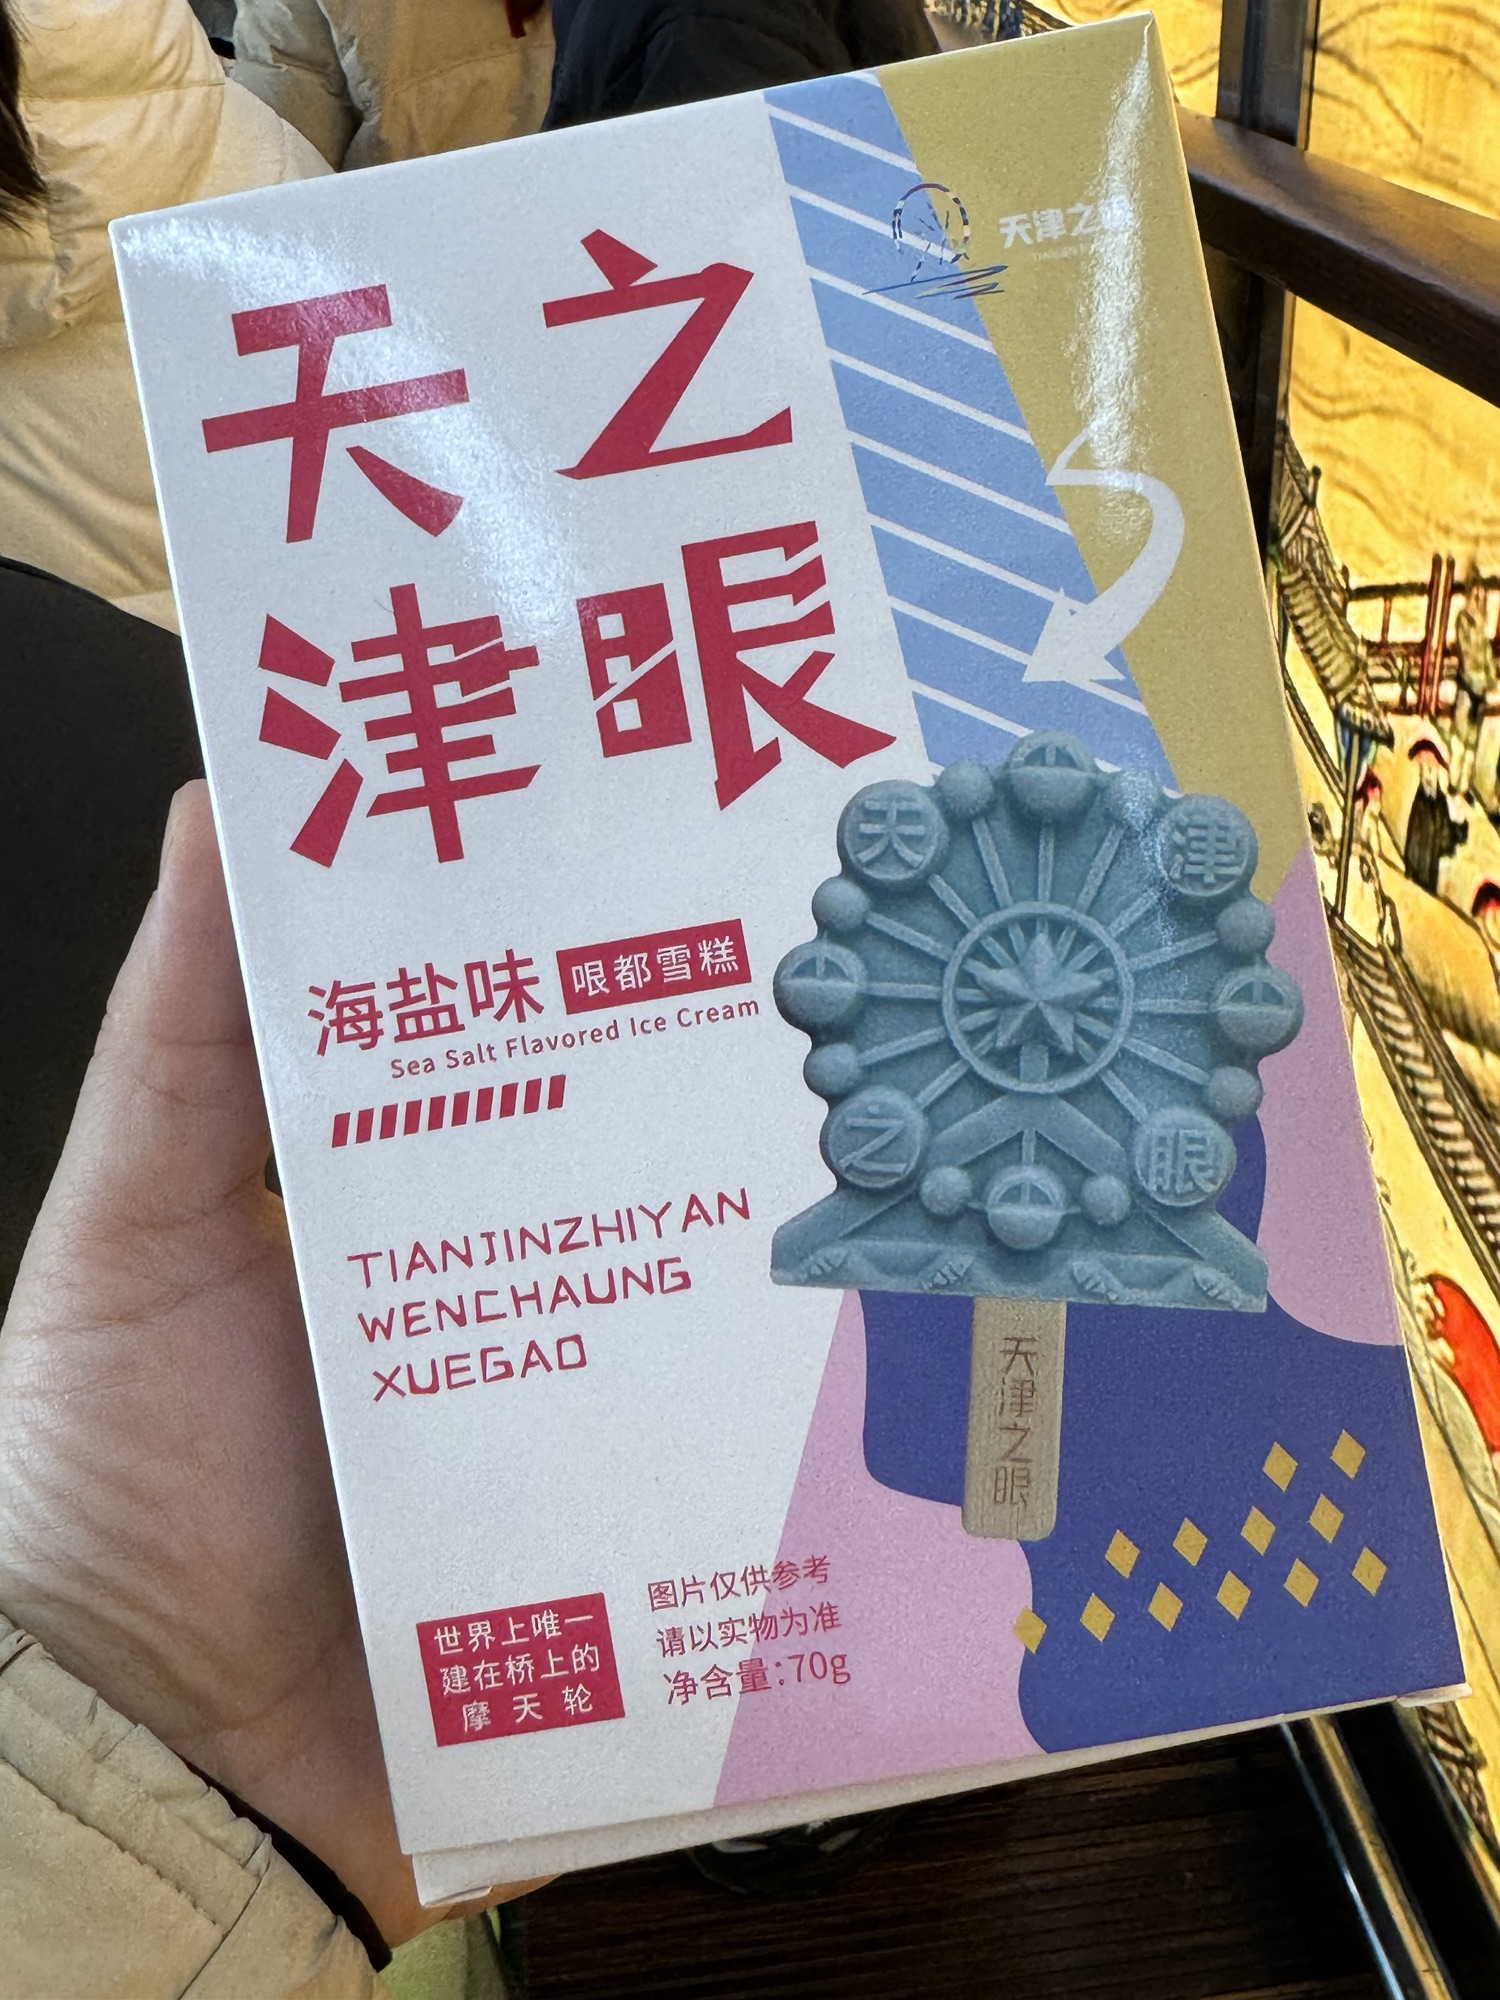 天津之眼
天津之眼
海盐味
哏都雪糕
Sea Salt Flavored Ice Cream
TIANJINZHIYAN
WENCHAUNG
XUEGAO
天
津
之
眼
天津之眼
世界上唯一
建在桥上的
摩天轮
图片仅供参考
请以实物为准
净含量:70g